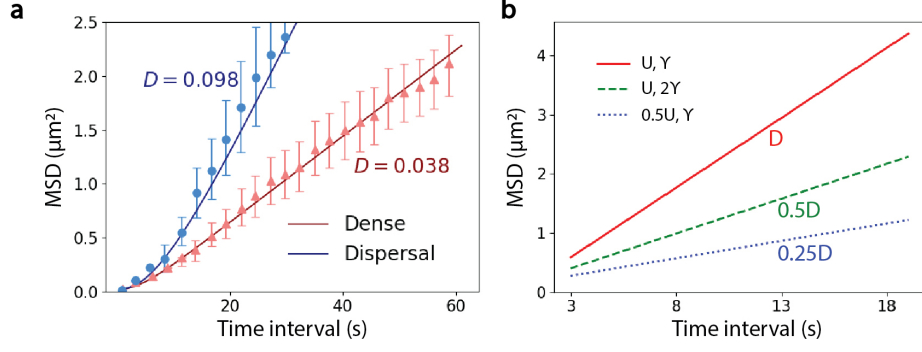 a
MSD (μm²)
2.5
2.0
1.5
1.0
0.5
0.0
D = 0.098
D = 0.038
Dense
Dispersal
20
40
60
Time interval (s)
b
MSD (μm²)
4
3
2
1
0
U, Y
U, 2Y
0.5U, Y
D
0.5D
0.25D
3
8
13
18
Time interval (s)